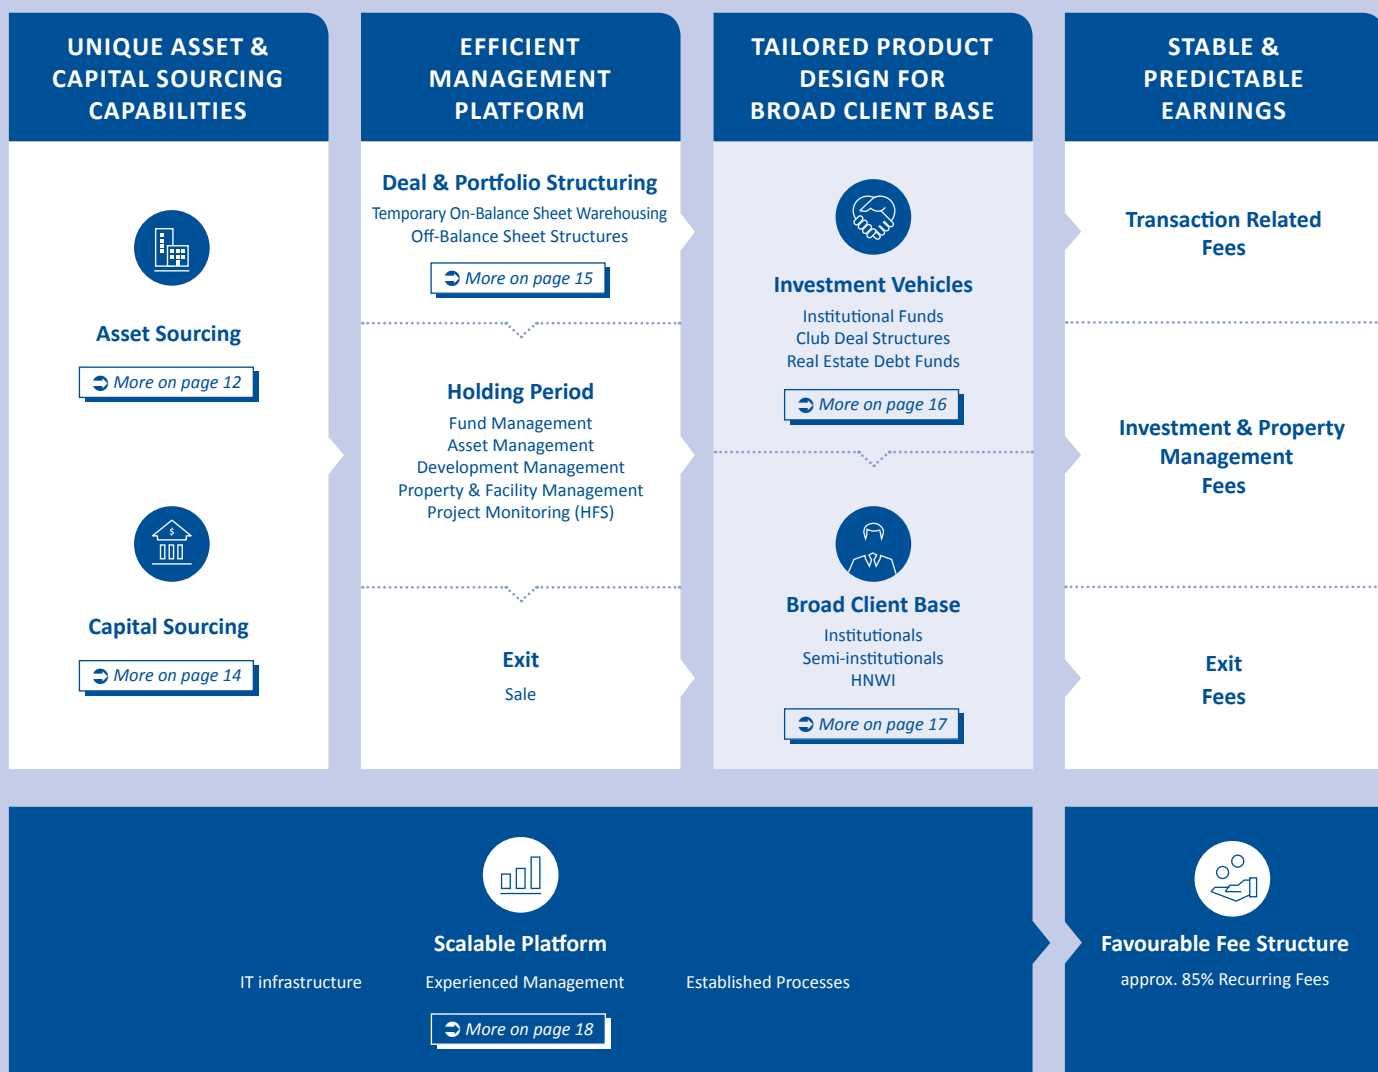 UNIQUE ASSET &
CAPITAL SOURCING
CAPABILITIES
Asset Sourcing
More on page 12
Capital Sourcing
More on page 14
EFFICIENT
MANAGEMENT
PLATFORM
Deal & Portfolio Structuring
Temporary On-Balance Sheet Warehousing
Off-Balance Sheet Structures
More on page 15
Holding Period
Fund Management
Asset Management
Development Management
Property & Facility Management
Project Monitoring (HFS)
Exit
Sale
TAILORED PRODUCT
DESIGN FOR
BROAD CLIENT BASE
Investment Vehicles
Institutional Funds
Club Deal Structures
Real Estate Debt Funds
More on page 16
Broad Client Base
Institutionals
Semi-institutionals
HNWI
More on page 17
STABLE &
PREDICTABLE
EARNINGS
Transaction Related
Fees
Investment & Property
Management
Fees
Exit
Fees
Scalable Platform
IT infrastructure Experienced Management Established Processes
More on page 18
Favourable Fee Structure
approx. 85% Recurring Fees